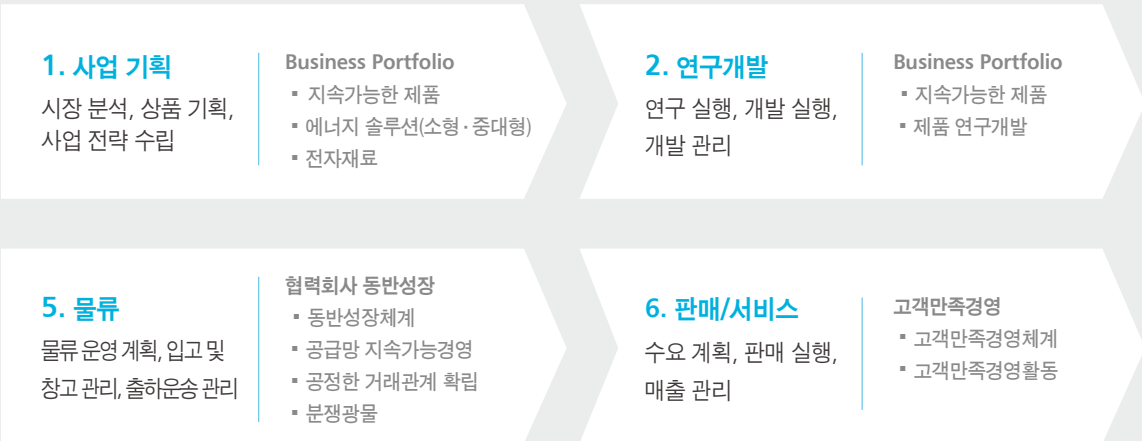 1. 사업 기획
시장 분석, 상품 기획,
사업 전략 수립
Business Portfolio
▪ 지속가능한 제품
▪ 에너지 솔루션(소형·중대형)
▪ 전자재료
2. 연구개발
연구 실행, 개발 실행,
개발 관리
Business Portfolio
▪ 지속가능한 제품
▪ 제품 연구개발
5. 물류
물류 운영 계획, 입고 및
창고 관리, 출하운송 관리
협력회사 동반성장
▪ 동반성장체계
▪ 공급망 지속가능경영
▪ 공정한 거래관계 확립
▪ 분쟁광물
6. 판매/서비스
수요 계획, 판매 실행,
매출 관리
고객만족경영
▪ 고객만족경영체계
▪ 고객만족경영활동